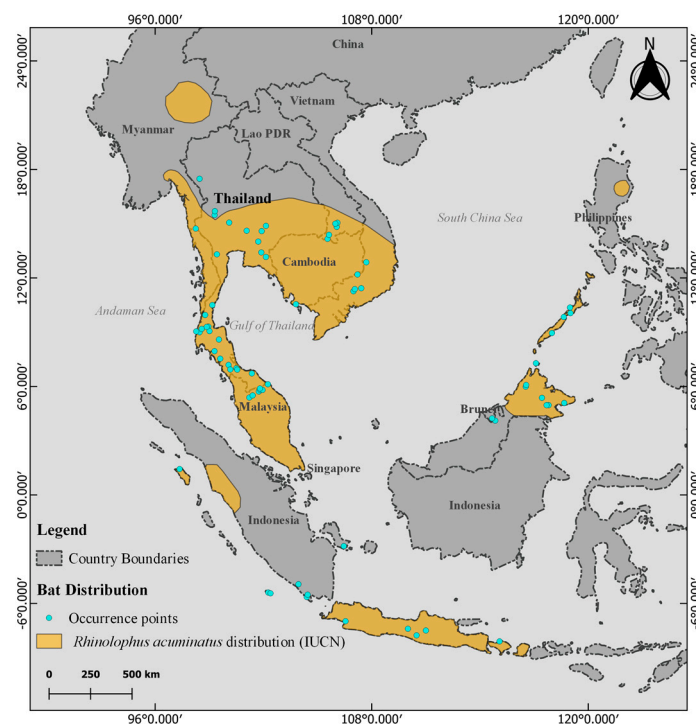 96°0.000′ 108°0.000′ 120°0.000′
24°0.000′
18°0.000′
12°0.000′
6°0.000′
0°0.000′
-6°0.000′
N
China
Vietnam
Myanmar
Lao PDR
Thailand
South China Sea
Philippines
Cambodia
Andaman Sea
Gulf of Thailand
Malaysia
Brunei
Singapore
Indonesia
Indonesia
Legend
Country Boundaries
Bat Distribution
Occurrence points
Rhinolophus acuminatus distribution (IUCN)
0 250 500 km
24°0.000′
18°0.000′
12°0.000′
6°0.000′
0°0.000′
-6°0.000′
96°0.000′ 108°0.000′ 120°0.000′